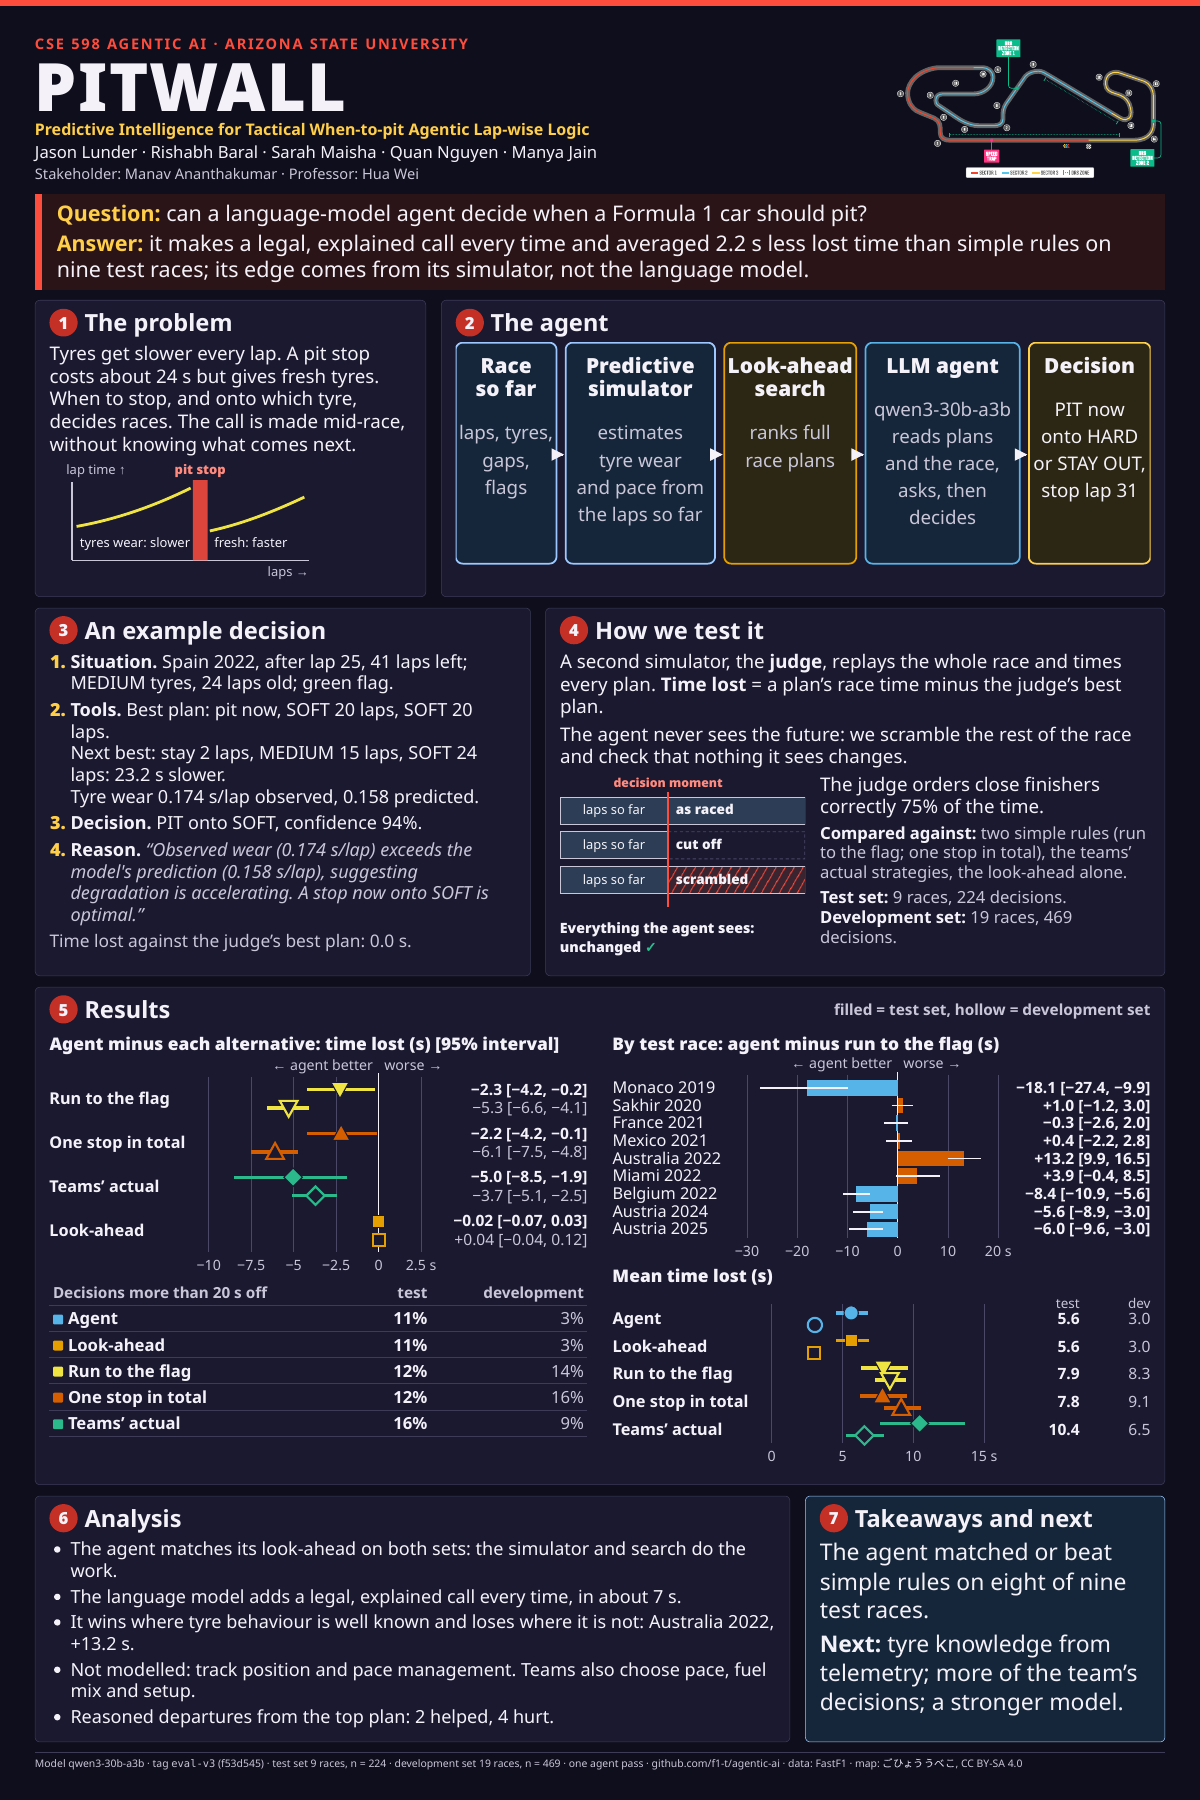 CSE 598 AGENTIC AI · ARIZONA STATE UNIVERSITY
PITWALL
Predictive Intelligence for Tactical When-to-pit Agentic Lap-wise Logic
Jason Lunder · Rishabh Baral · Sarah Maisha · Quan Nguyen · Manya Jain
Stakeholder: Manav Ananthakumar · Professor: Hua Wei
SECTOR 1 SECTOR 2 SECTOR 3 DRS ZONE
Question: can a language-model agent decide when a Formula 1 car should pit?
Answer: it makes a legal, explained call every time and averaged 2.2 s less lost time than simple rules on
nine test races; its edge comes from its simulator, not the language model.
1 The problem
Tyres get slower every lap. A pit stop
costs about 24 s but gives fresh tyres.
When to stop, and onto which tyre,
decides races. The call is made mid-race,
without knowing what comes next.
lap time ↑ pit stop
tyres wear: slower fresh: faster
laps →
2 The agent
Race
so far
laps, tyres,
gaps,
flags
Predictive
simulator
estimates
tyre wear
and pace from
the laps so far
Look-ahead
search
ranks full
race plans
LLM agent
qwen3-30b-a3b
reads plans
and the race,
asks, then
decides
Decision
PIT now
onto HARD
or STAY OUT,
stop lap 31
3 An example decision
1. Situation. Spain 2022, after lap 25, 41 laps left;
MEDIUM tyres, 24 laps old; green flag.
2. Tools. Best plan: pit now, SOFT 20 laps, SOFT 20
laps.
Next best: stay 2 laps, MEDIUM 15 laps, SOFT 24
laps: 23.2 s slower.
Tyre wear 0.174 s/lap observed, 0.158 predicted.
3. Decision. PIT onto SOFT, confidence 94%.
4. Reason. “Observed wear (0.174 s/lap) exceeds the
model's prediction (0.158 s/lap), suggesting
degradation is accelerating. A stop now onto SOFT is
optimal.”
Time lost against the judge’s best plan: 0.0 s.
4 How we test it
A second simulator, the judge, replays the whole race and times
every plan. Time lost = a plan’s race time minus the judge’s best
plan.
The agent never sees the future: we scramble the rest of the race
and check that nothing it sees changes.
decision moment
laps so far as raced
laps so far cut off
laps so far scrambled
Everything the agent sees:
unchanged ✓
The judge orders close finishers
correctly 75% of the time.
Compared against: two simple rules (run
to the flag; one stop in total), the teams’
actual strategies, the look-ahead alone.
Test set: 9 races, 224 decisions.
Development set: 19 races, 469
decisions.
5 Results
filled = test set, hollow = development set
Agent minus each alternative: time lost (s) [95% interval]
← agent better worse →
Run to the flag −2.3 [−4.2, −0.2]
−5.3 [−6.6, −4.1]
One stop in total −2.2 [−4.2, −0.1]
−6.1 [−7.5, −4.8]
Teams’ actual −5.0 [−8.5, −1.9]
−3.7 [−5.1, −2.5]
Look-ahead −0.02 [−0.07, 0.03]
+0.04 [−0.04, 0.12]
−10 −7.5 −5 −2.5 0 2.5 s
Decisions more than 20 s off test development
Agent 11% 3%
Look-ahead 11% 3%
Run to the flag 12% 14%
One stop in total 12% 16%
Teams’ actual 16% 9%
By test race: agent minus run to the flag (s)
← agent better worse →
Monaco 2019 −18.1 [−27.4, −9.9]
Sakhir 2020 +1.0 [−1.2, 3.0]
France 2021 −0.3 [−2.6, 2.0]
Mexico 2021 +0.4 [−2.2, 2.8]
Australia 2022 +13.2 [9.9, 16.5]
Miami 2022 +3.9 [−0.4, 8.5]
Belgium 2022 −8.4 [−10.9, −5.6]
Austria 2024 −5.6 [−8.9, −3.0]
Austria 2025 −6.0 [−9.6, −3.0]
−30 −20 −10 0 10 20 s
Mean time lost (s)
test dev
Agent 5.6 3.0
Look-ahead 5.6 3.0
Run to the flag 7.9 8.3
One stop in total 7.8 9.1
Teams’ actual 10.4 6.5
0 5 10 15 s
6 Analysis
• The agent matches its look-ahead on both sets: the simulator and search do the
work.
• The language model adds a legal, explained call every time, in about 7 s.
• It wins where tyre behaviour is well known and loses where it is not: Australia 2022,
+13.2 s.
• Not modelled: track position and pace management. Teams also choose pace, fuel
mix and setup.
• Reasoned departures from the top plan: 2 helped, 4 hurt.
7 Takeaways and next
The agent matched or beat
simple rules on eight of nine
test races.
Next: tyre knowledge from
telemetry; more of the team’s
decisions; a stronger model.
Model qwen3-30b-a3b · tag eval-v3 (f53d545) · test set 9 races, n = 224 · development set 19 races, n = 469 · one agent pass · github.com/f1-t/agentic-ai · data: FastF1 · map: ごひょううべこ, CC BY-SA 4.0